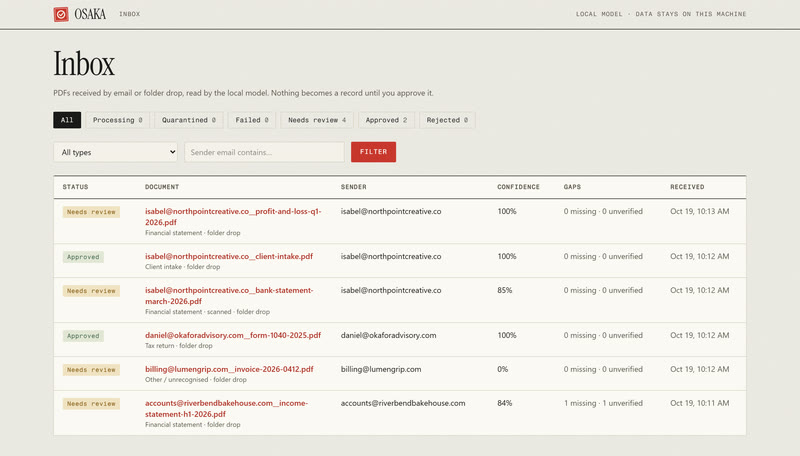 OSAKA INBOX LOCAL MODEL · DATA STAYS ON THIS MACHINE
Inbox
PDFs received by email or folder drop, read by the local model. Nothing becomes a record until you approve it.
All Processing 0 Quarantined 0 Failed 0 Needs review 4 Approved 2 Rejected 0
All types Sender email contains... FILTER
STATUS DOCUMENT SENDER CONFIDENCE GAPS RECEIVED
Needs review isabel@northpointcreative.co__profit-and-loss-q1- isabel@northpointcreative.co 100% 0 missing · 0 unverified Oct 19, 10:13 AM
2026.pdf
Financial statement · folder drop
Approved isabel@northpointcreative.co__client-intake.pdf isabel@northpointcreative.co 100% 0 missing · 0 unverified Oct 19, 10:12 AM
Client intake · folder drop
Needs review isabel@northpointcreative.co__bank-statement- isabel@northpointcreative.co 85% 0 missing · 0 unverified Oct 19, 10:12 AM
march-2026.pdf
Financial statement · scanned · folder drop
Approved daniel@okaforadvisory.com__form-1040-2025.pdf daniel@okaforadvisory.com 100% 0 missing · 0 unverified Oct 19, 10:12 AM
Tax return · folder drop
Needs review billing@lumengrip.com__invoice-2026-0412.pdf billing@lumengrip.com 0% 0 missing · 0 unverified Oct 19, 10:12 AM
Other / unrecognised · folder drop
Needs review accounts@riverbendbakehouse.com__income- accounts@riverbendbakehouse.com 84% 1 missing · 1 unverified Oct 19, 10:11 AM
statement-h1-2026.pdf
Financial statement · folder drop